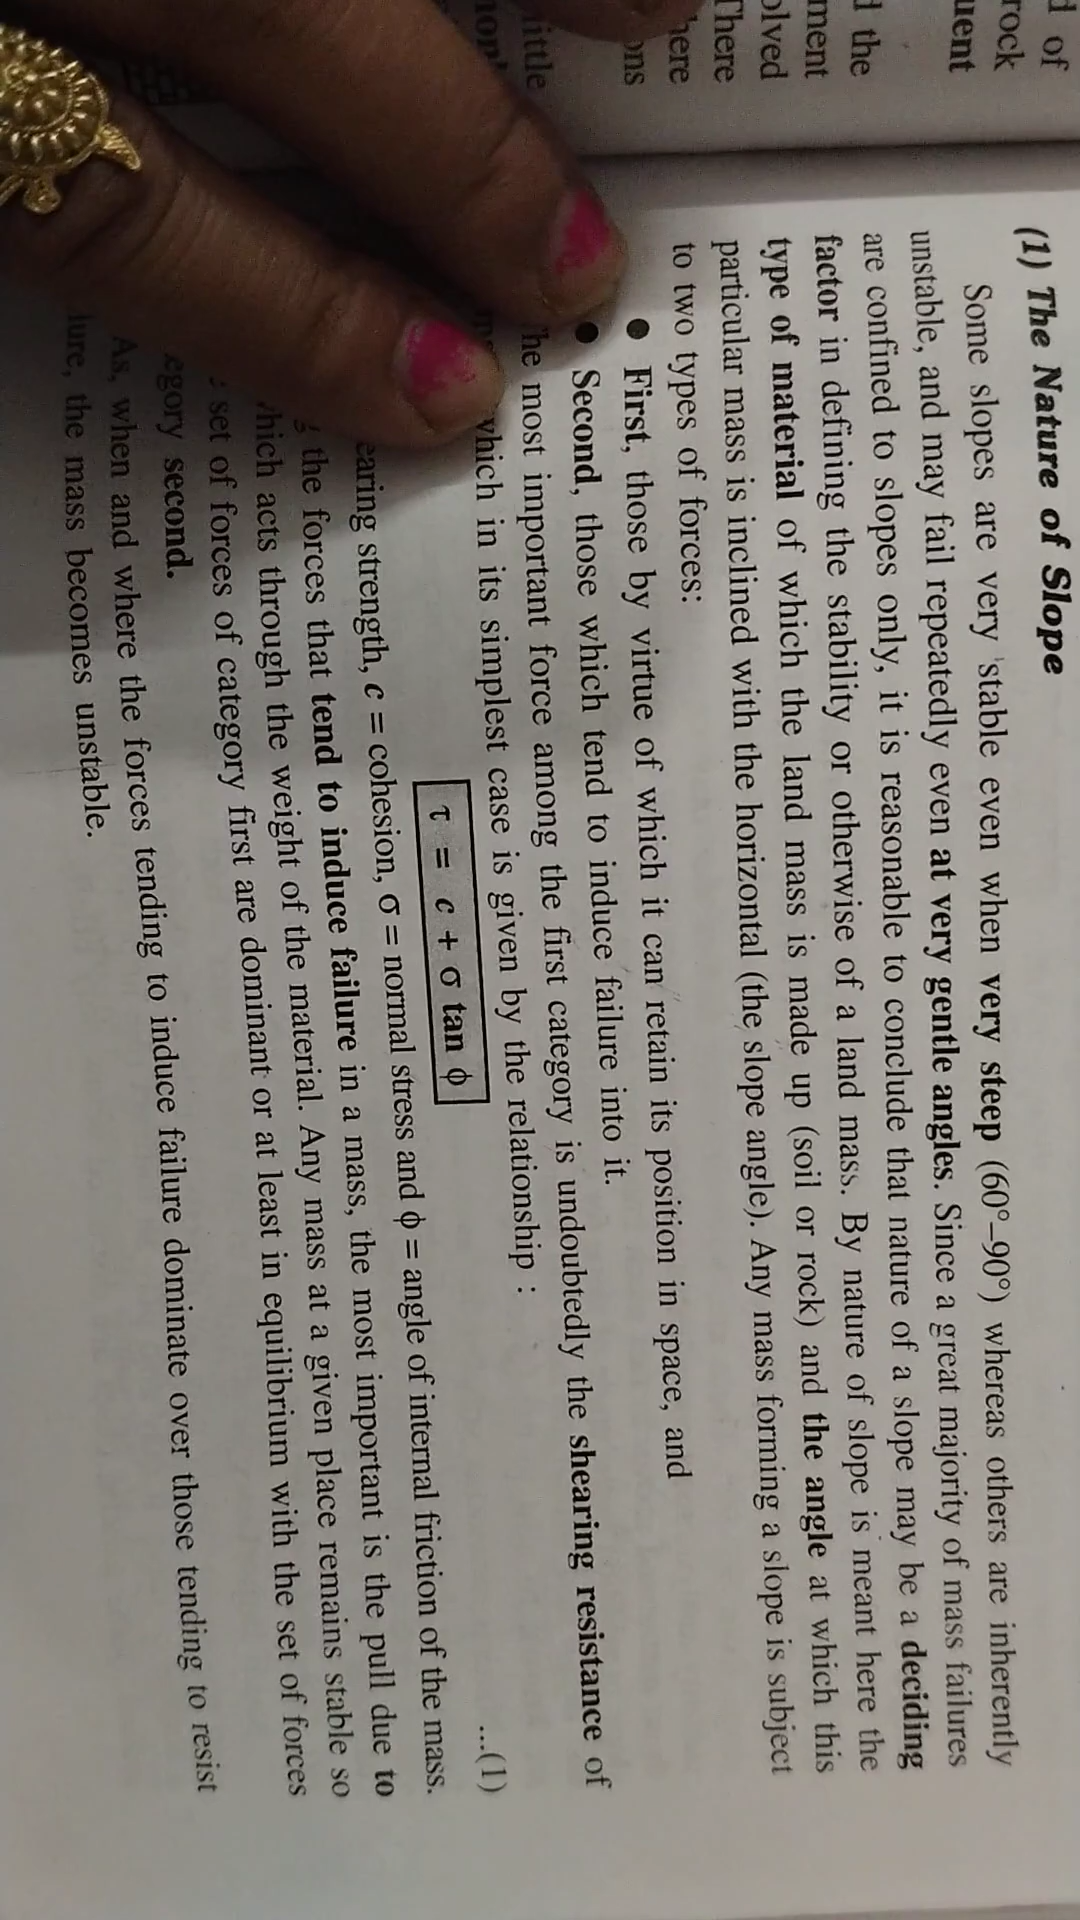 d of
rock
uent
d the
ment
olved
There
here
ons
ittle
(1) The Nature of Slope
Some slopes are very stable even when very steep (60°–90°) whereas others are inherently
unstable, and may fail repeatedly even at very gentle angles. Since a great majority of mass failures
are confined to slopes only, it is reasonable to conclude that nature of a slope may be a deciding
factor in defining the stability or otherwise of a land mass. By nature of slope is meant here the
type of material of which the land mass is made up (soil or rock) and the angle at which this
particular mass is inclined with the horizontal (the slope angle). Any mass forming a slope is subject
to two types of forces:
● First, those by virtue of which it can retain its position in space, and
● Second, those which tend to induce failure into it.
he most important force among the first category is undoubtedly the shearing resistance of
which in its simplest case is given by the relationship :
τ = c + σ tan ϕ ...(1)
earing strength, c = cohesion, σ = normal stress and ϕ = angle of internal friction of the mass.
the forces that tend to induce failure in a mass, the most important is the pull due to
hich acts through the weight of the material. Any mass at a given place remains stable so
set of forces of category first are dominant or at least in equilibrium with the set of forces
egory second.
As, when and where the forces tending to induce failure dominate over those tending to resist
lure, the mass becomes unstable.